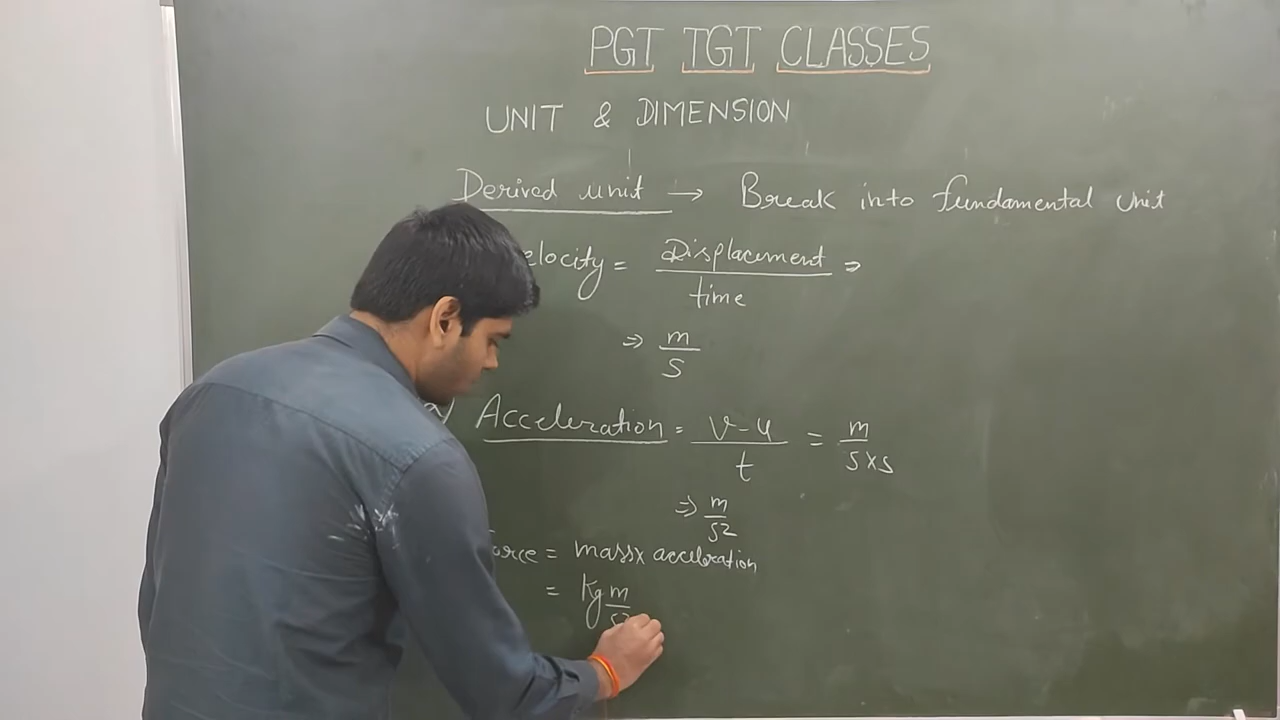 PGT TGT CLASSES
UNIT & DIMENSION
Derived unit → Break into fundamental unit
elocity = Displacement / time ⇒
⇒ m / s
Acceleration = v-u / t = m / s×s
⇒ m / s2
orce = mass× acceleration
= kg m / s2